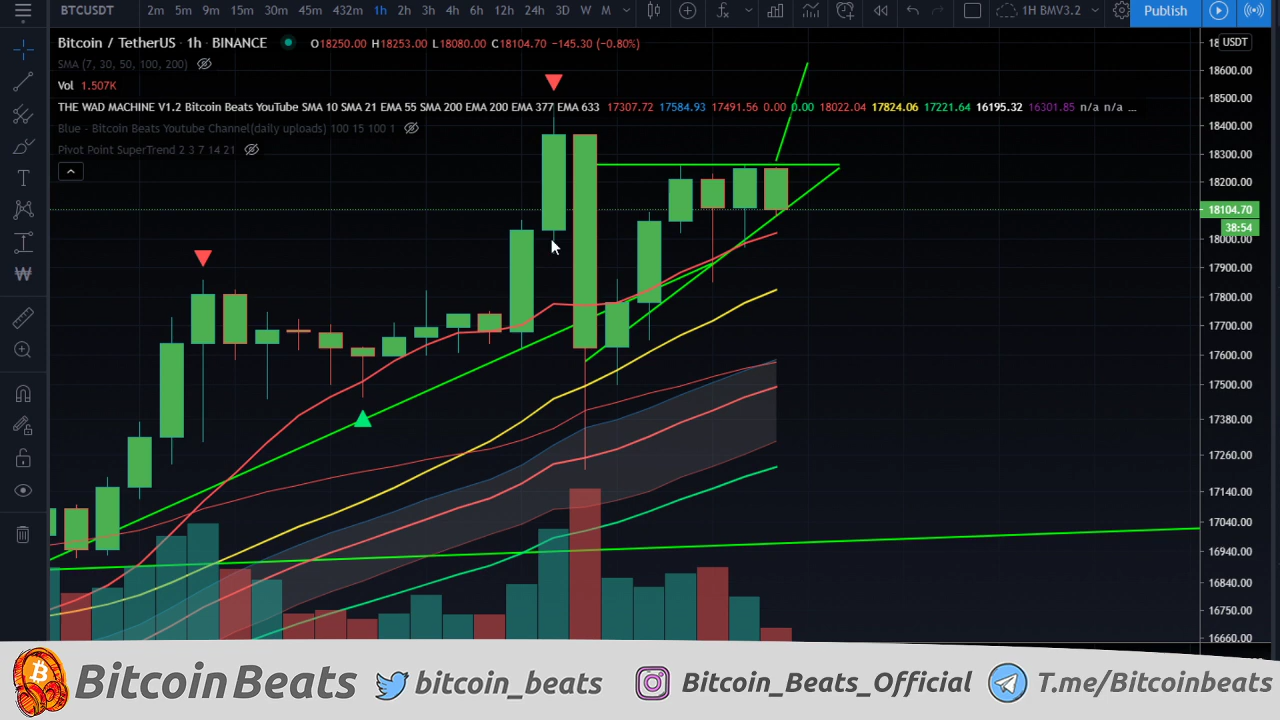 BTCUSDT 2m 5m 9m 15m 30m 45m 432m 1h 2h 3h 4h 6h 12h 24h 3D W M 1H BMV3.2 Publish
Bitcoin / TetherUS · 1h · BINANCE O18250.00 H18253.00 L18080.00 C18104.70 −145.30 (−0.80%)
USDT
SMA (7, 30, 50, 100, 200)
Vol 1.507K
THE WAD MACHINE V1.2 Bitcoin Beats YouTube SMA 10 SMA 21 EMA 55 SMA 200 EMA 200 EMA 377 EMA 633 17307.72 17584.93 17491.56 0.00 0.00 18022.04 17824.06 17221.64 16195.32 16301.85 n/a n/a ...
Blue - Bitcoin Beats Youtube Channel(daily uploads) 100 15 100 1
Pivot Point SuperTrend 2 3 7 14 21
18600.00
18500.00
18400.00
18300.00
18200.00
18104.70
38:54
18000.00
17900.00
17800.00
17700.00
17600.00
17500.00
17380.00
17260.00
17140.00
17040.00
16940.00
16840.00
16750.00
16660.00
BitcoinBeats bitcoin_beats Bitcoin_Beats_Official T.me/Bitcoinbeats